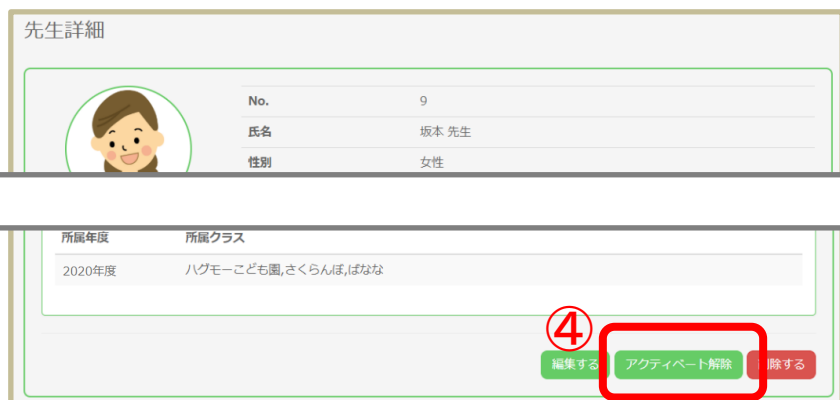 先生詳細
No. 9
氏名 坂本 先生
性別 女性
所属年度 所属クラス
2020年度 ハグモーこども園,さくらんぼ,ばなな
④
編集する アクティベート解除 削除する